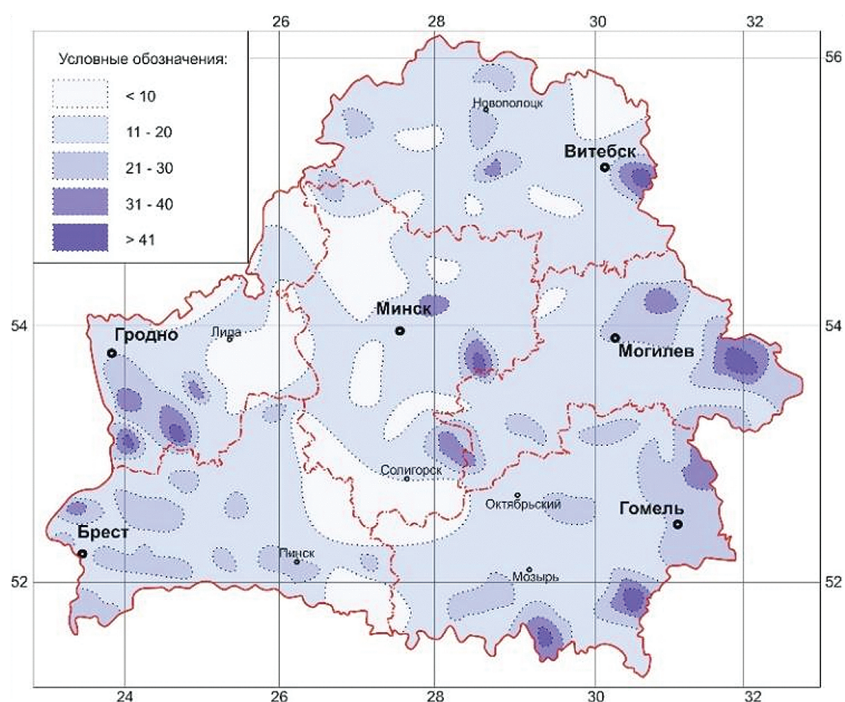 26 28 30 32
56
Условные обозначения:
< 10
11 - 20
21 - 30
31 - 40
> 41
Новополоцк
Витебск
Минск
54
54
Гродно
Лида
Могилев
Солигорск
Октябрьский
Гомель
Брест
Пинск
Мозырь
52
52
24 26 28 30 32